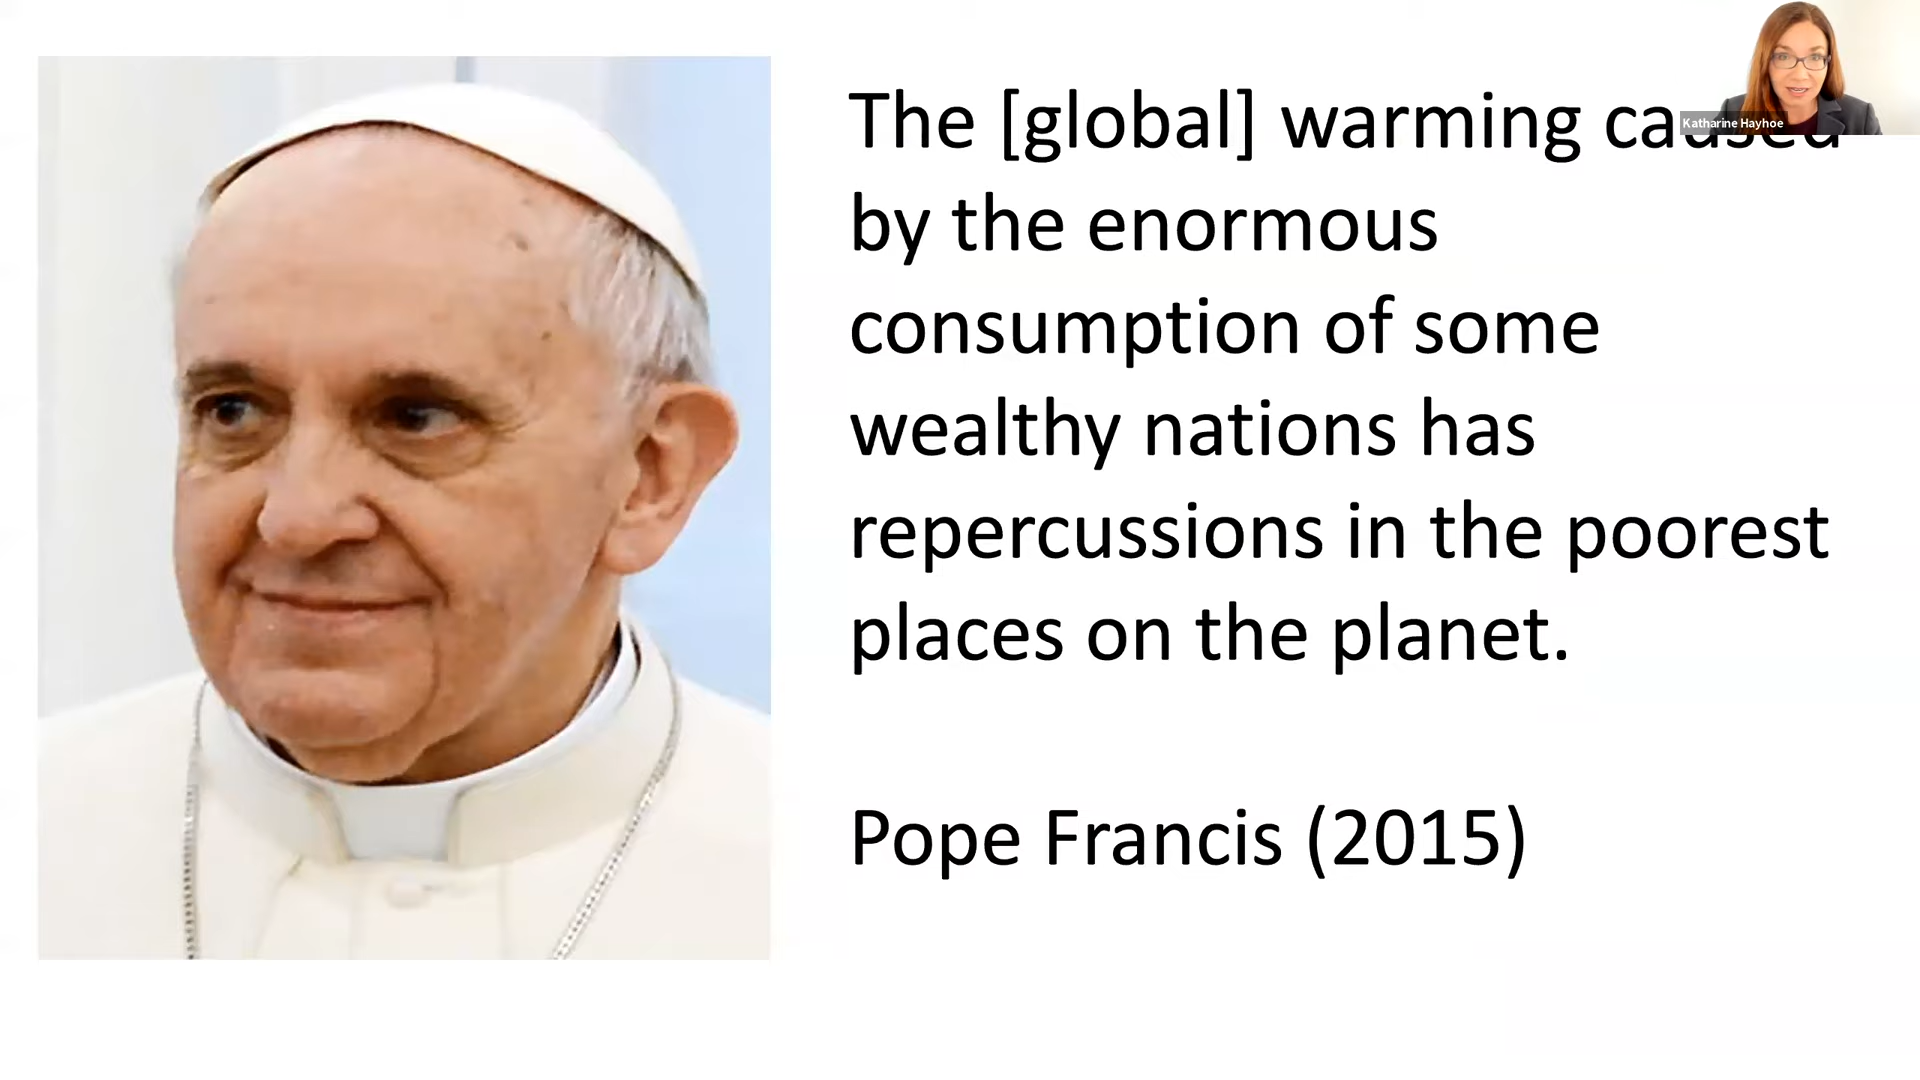 The [global] warming caused
Katharine Hayhoe
by the enormous
consumption of some
wealthy nations has
repercussions in the poorest
places on the planet.
Pope Francis (2015)